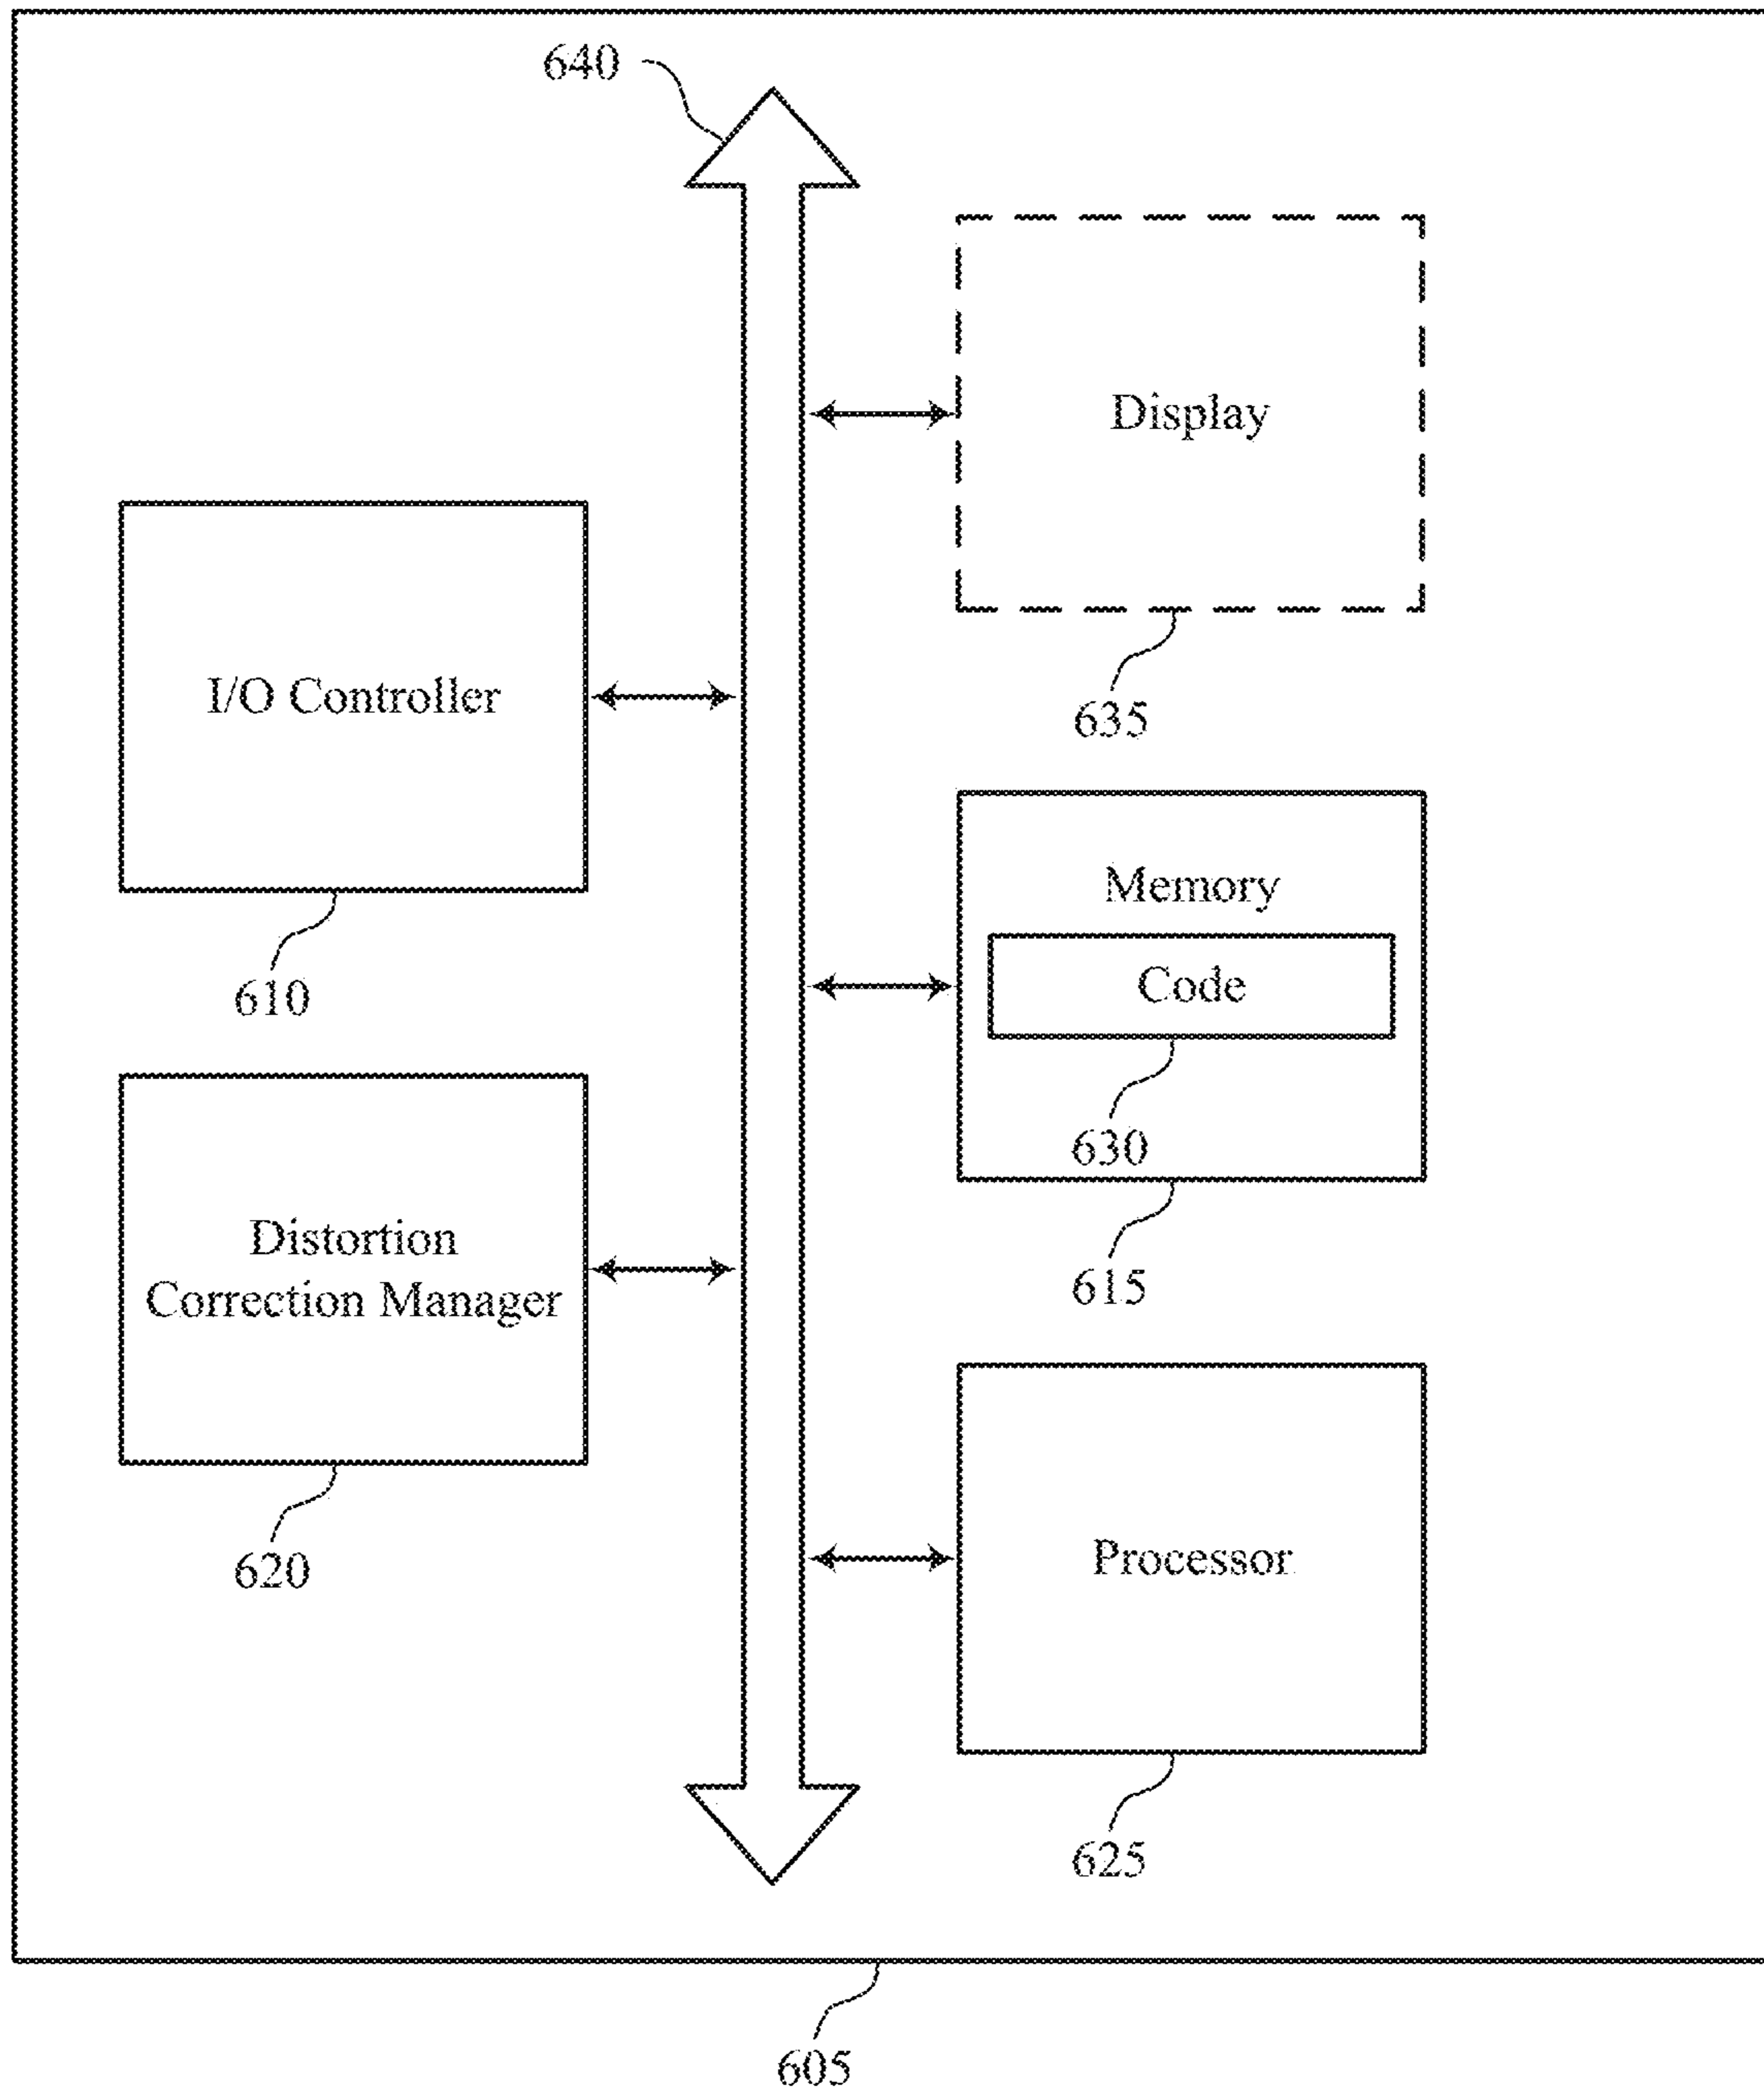 640
Display
635
I/O Controller
610
Memory
Code
630
615
Distortion
Correction Manager
620
Processor
625
605